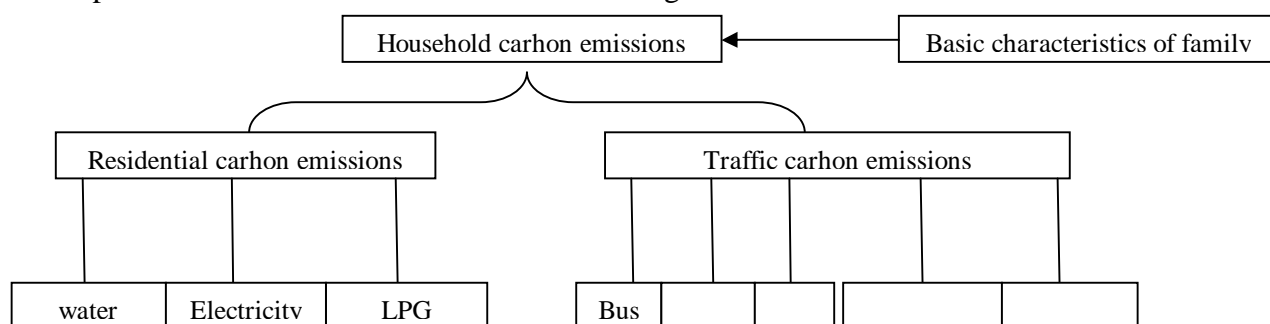 Household carhon emissions
Basic characteristics of familv
Residential carhon emissions
Traffic carhon emissions
water
Electricitv
LPG
Bus